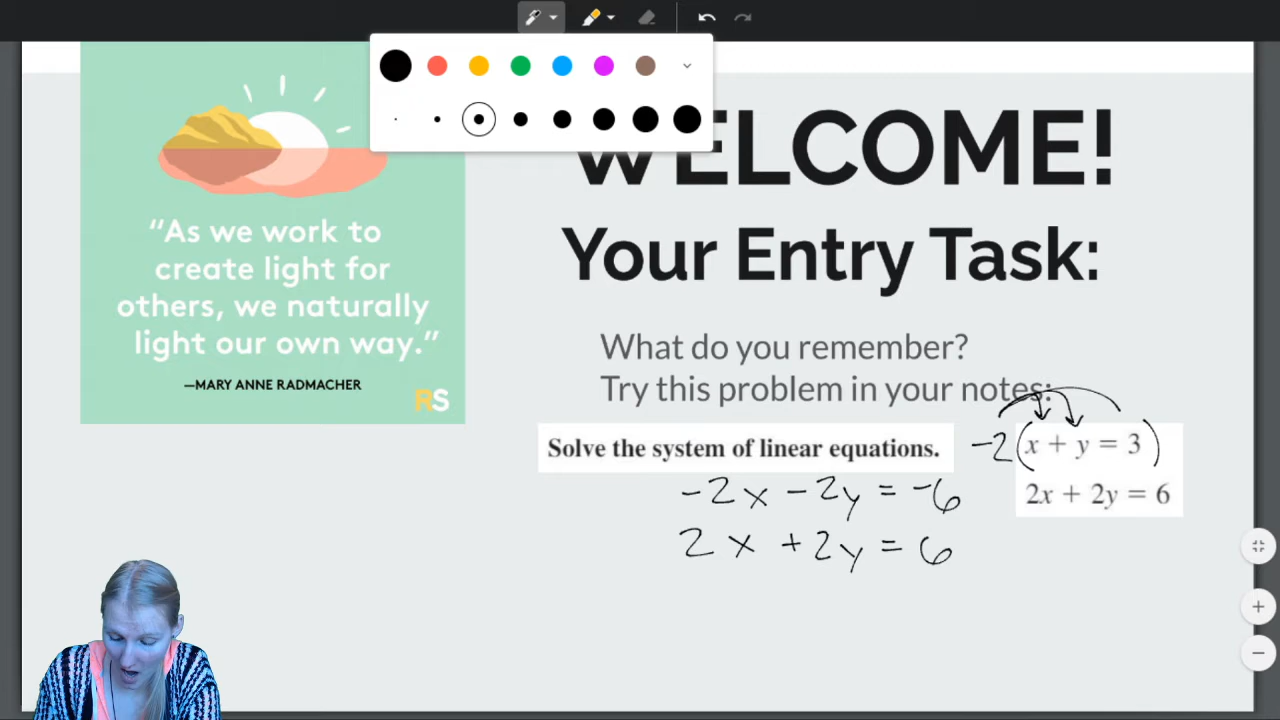 WELCOME!
Your Entry Task:
“As we work to
create light for
others, we naturally
light our own way.”
—MARY ANNE RADMACHER
RS
What do you remember?
Try this problem in your notes:
Solve the system of linear equations.
-2(x + y = 3)
2x + 2y = 6
-2x - 2y = -6
2x + 2y = 6